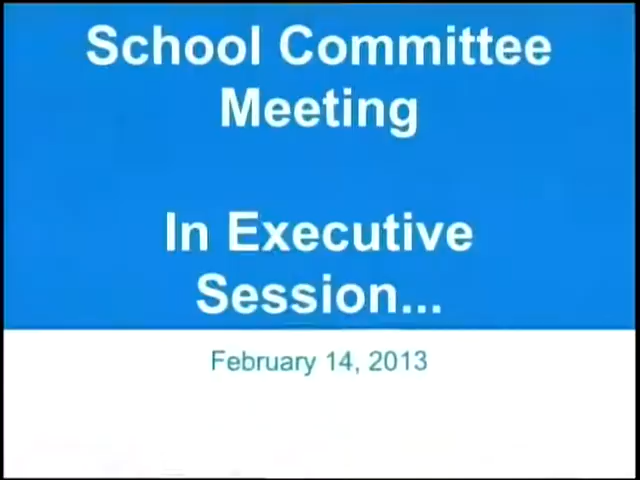 School Committee
Meeting
In Executive
Session...
February 14, 2013